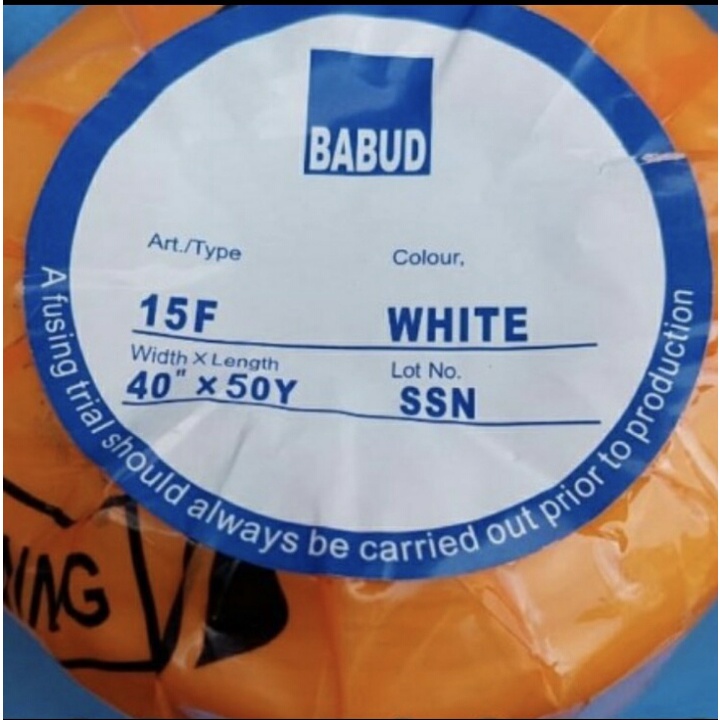 BABUD
Art./Type
Colour,
15F
WHITE
Width X Length
Lot No.
40" x 50Y
SSN
A fusing trial should always be carried out prior to production